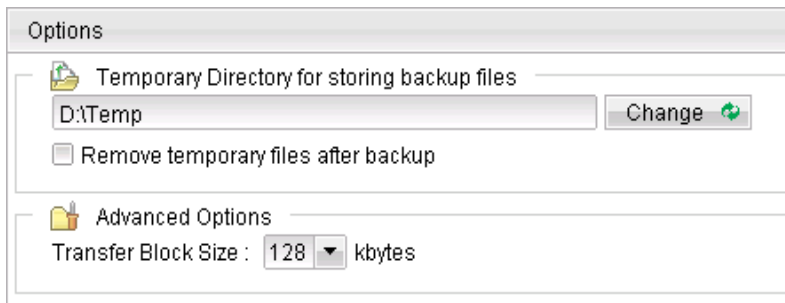 Options
Temporary Directory for storing backup files
D:\Temp Change
Remove temporary files after backup
Advanced Options
Transfer Block Size : 128 kbytes